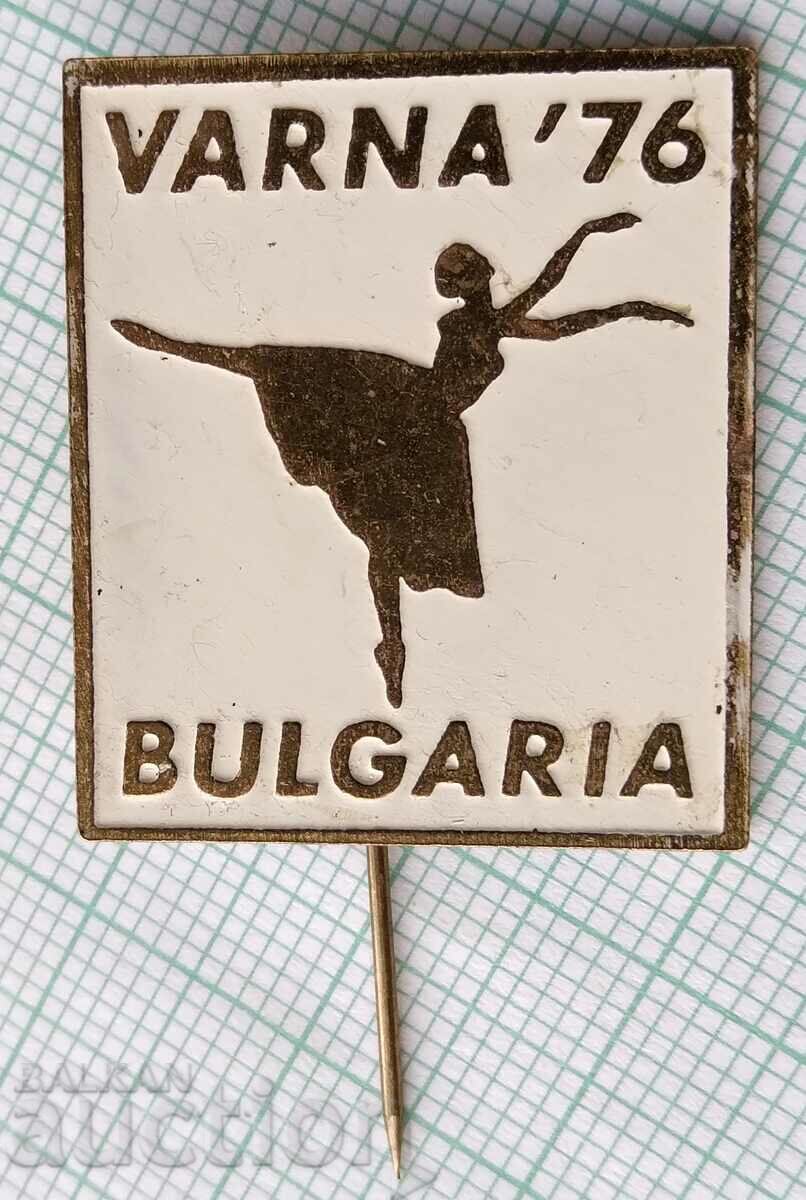 VARNA '76
BULGARIA
BALKAN
auction